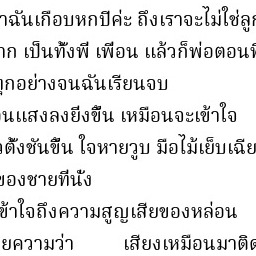 าฉันเกือบหกปีค่ะ ถึงเราจะไม่ใช่ลูก
าก เป็นทั้งพี่ เพื่อน แล้วก็พ่อตอนที่
ทุกอย่างจนฉันเรียนจบ
อนแสงลงยิ่งขึ้น เหมือนจะเข้าใจ
วตั้งชันขึ้น ใจหายวูบ มือไม้เย็บเฉีย
ของชายที่นั่ง
ข้าใจถึงความสูญเสียของหล่อน
ยความว่า เสียงเหมือนมาติด